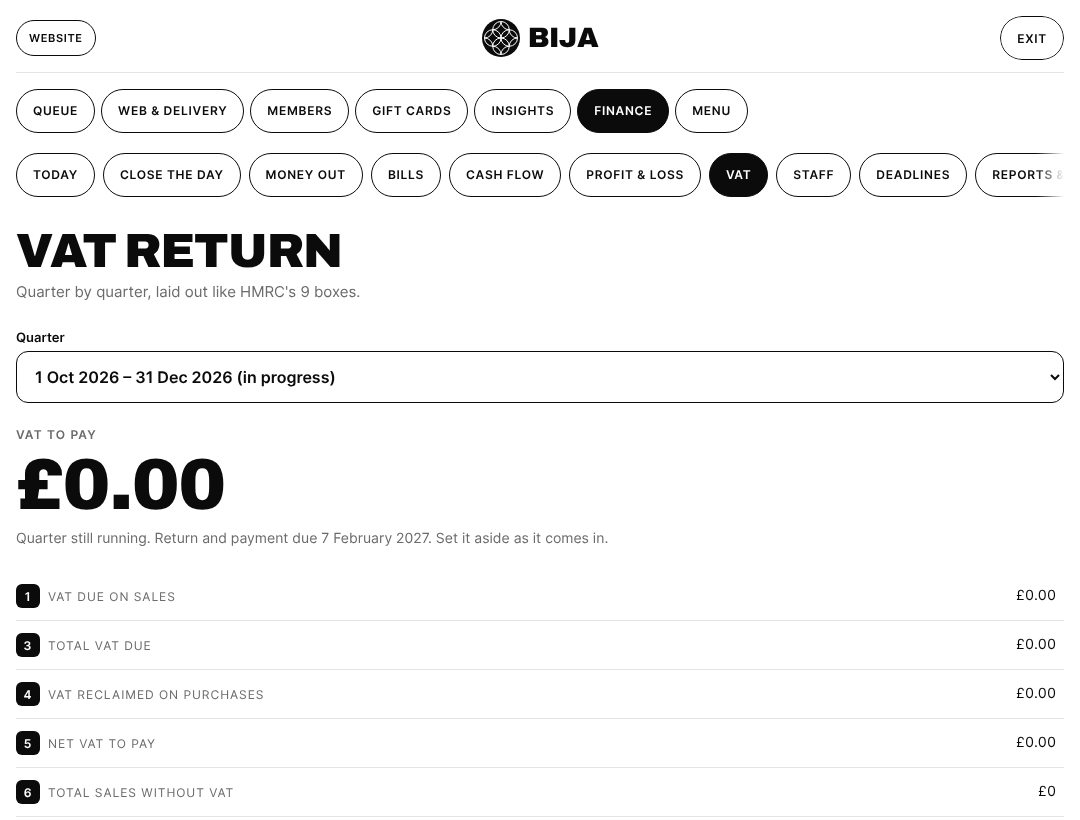 WEBSITE
BIJA
EXIT
QUEUE WEB & DELIVERY MEMBERS GIFT CARDS INSIGHTS FINANCE MENU
TODAY CLOSE THE DAY MONEY OUT BILLS CASH FLOW PROFIT & LOSS VAT STAFF DEADLINES REPORTS &
VAT RETURN
Quarter by quarter, laid out like HMRC's 9 boxes.
Quarter
1 Oct 2026 – 31 Dec 2026 (in progress)
VAT TO PAY
£0.00
Quarter still running. Return and payment due 7 February 2027. Set it aside as it comes in.
1 VAT DUE ON SALES £0.00
3 TOTAL VAT DUE £0.00
4 VAT RECLAIMED ON PURCHASES £0.00
5 NET VAT TO PAY £0.00
6 TOTAL SALES WITHOUT VAT £0